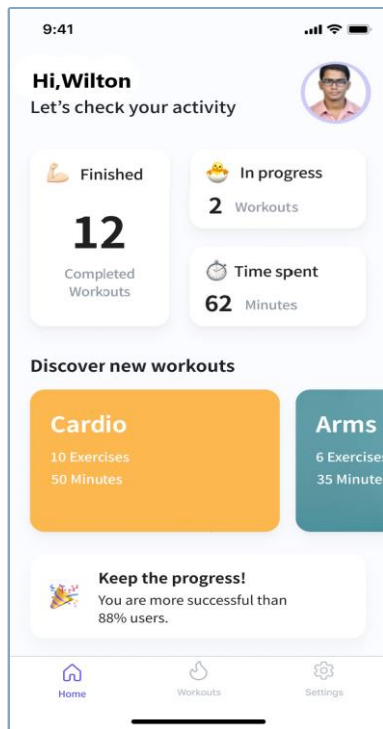 9:41
Hi,Wilton
Let's check your activity
Finished
12
Completed
Workouts
In progress
2 Workouts
Time spent
62 Minutes
Discover new workouts
Cardio
10 Exercises
50 Minutes
Arms
6 Exercises
35 Minute
Keep the progress!
You are more successful than
88% users.
Home
Workouts
Settings